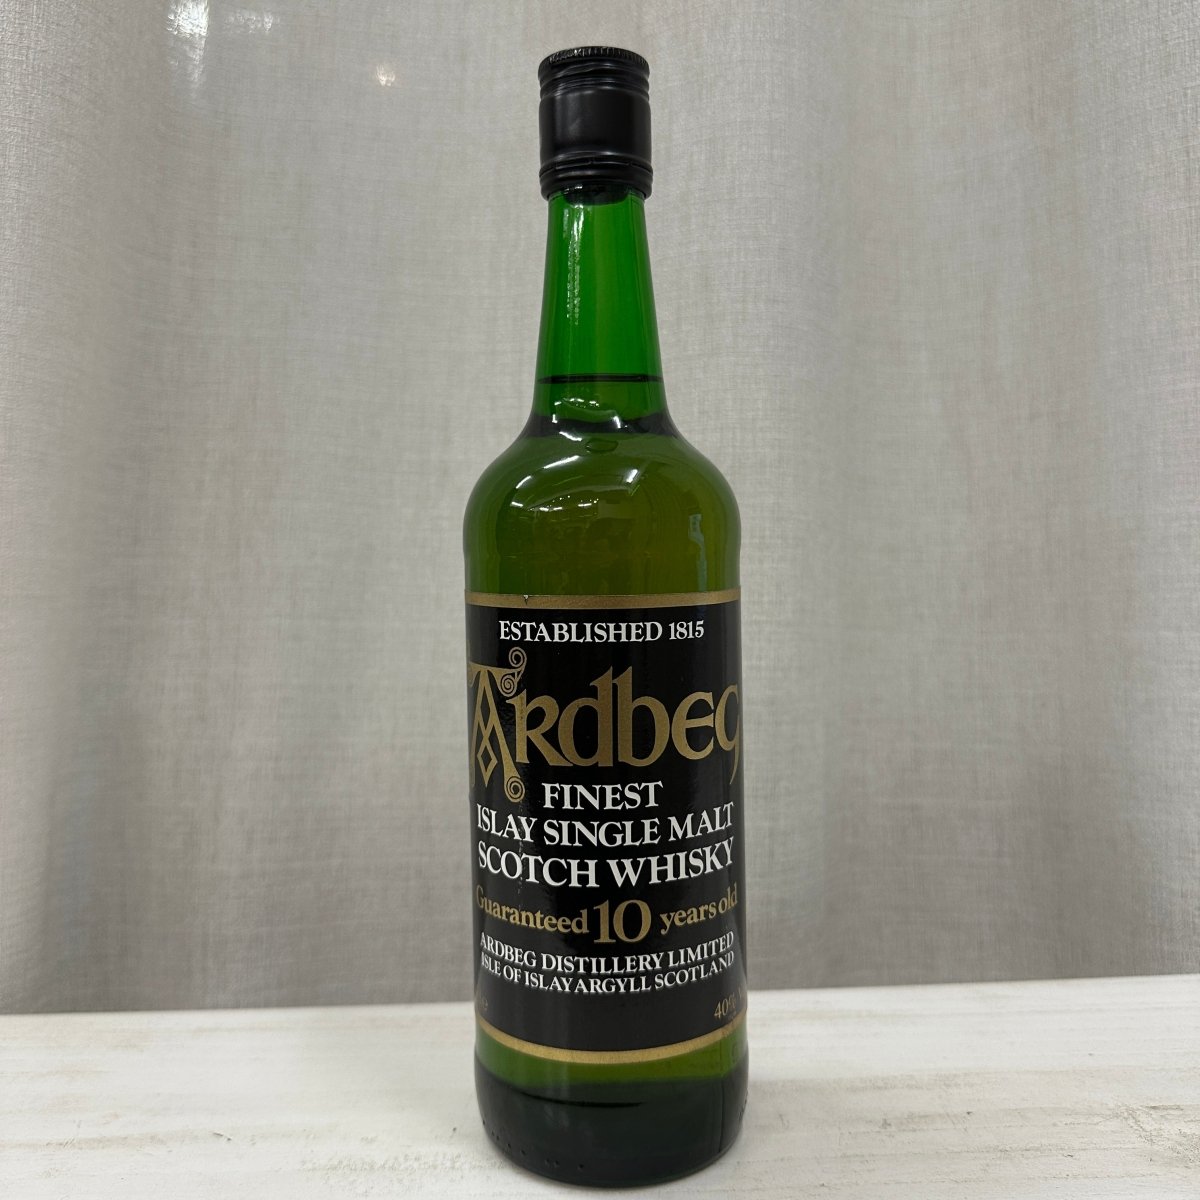 ESTABLISHED 1815
Ardbeg
FINEST
ISLAY SINGLE MALT
SCOTCH WHISKY
Guaranteed 10 years old
ARDBEG DISTILLERY LIMITED
ISLE OF ISLAY ARGYLL SCOTLAND
40%